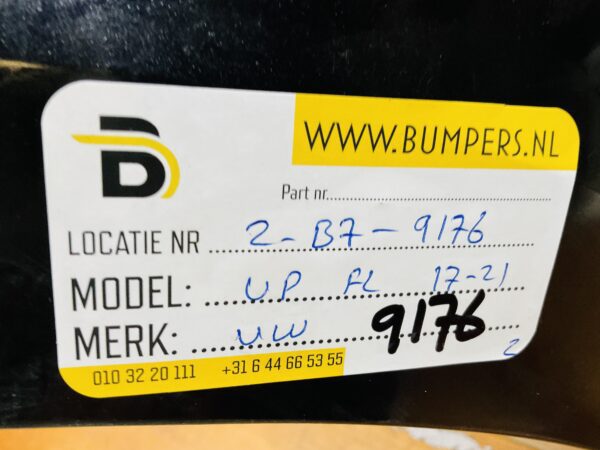 WWW.BUMPERS.NL
Part nr.
LOCATIE NR 2-B7-9176
MODEL: UP FL 17-21
MERK: VW 9176
010 32 20 111 +31 6 44 66 53 55 2